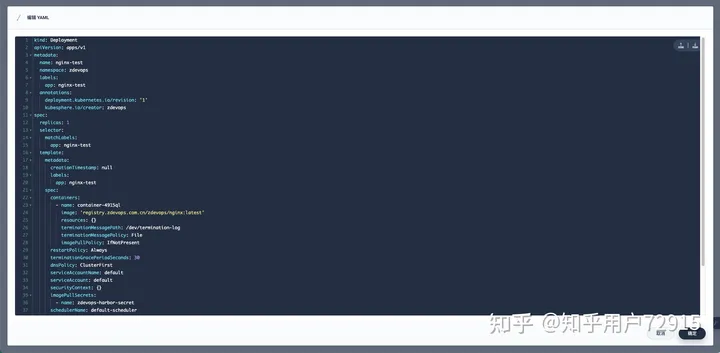 编辑 YAML
1 kind: Deployment
2 apiVersion: apps/v1
3 metadata:
4 name: nginx-test
5 namespace: zdevops
6 labels:
7 app: nginx-test
8 annotations:
9 deployment.kubernetes.io/revision: '1'
10 kubesphere.io/creator: zdevops
11 spec:
12 replicas: 1
13 selector:
14 matchLabels:
15 app: nginx-test
16 template:
17 metadata:
18 creationTimestamp: null
19 labels:
20 app: nginx-test
21 spec:
22 containers:
23 - name: container-4915ql
24 image: 'registry.zdevops.com.cn/zdevops/nginx:latest'
25 resources: {}
26 terminationMessagePath: /dev/termination-log
27 terminationMessagePolicy: File
28 imagePullPolicy: IfNotPresent
29 restartPolicy: Always
30 terminationGracePeriodSeconds: 30
31 dnsPolicy: ClusterFirst
32 serviceAccountName: default
33 serviceAccount: default
34 securityContext: {}
35 imagePullSecrets:
36 - name: zdevops-harbor-secret
37 schedulerName: default-scheduler
取消 确定
知乎 @知乎用户72915